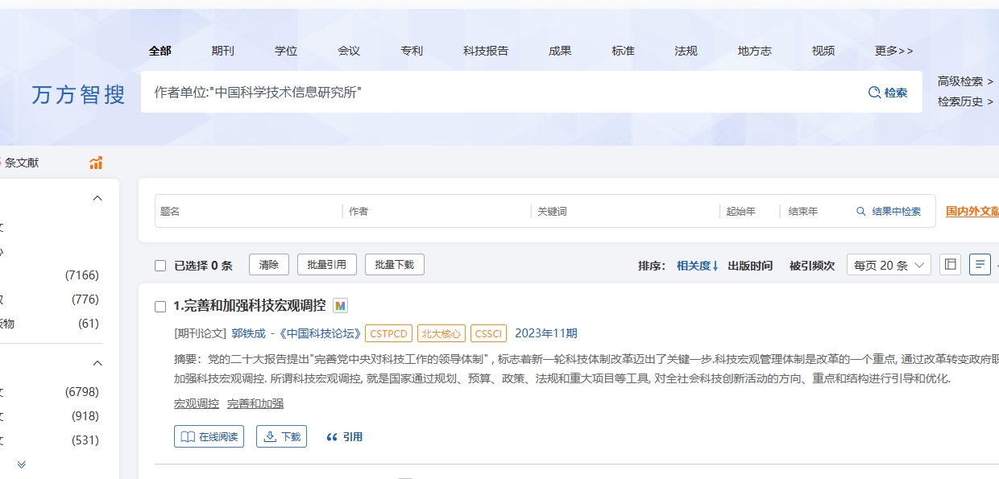 全部 期刊 学位 会议 专利 科技报告 成果 标准 法规 地方志 视频 更多>>
万方智搜
作者单位:"中国科学技术信息研究所"
检索
高级检索 >
检索历史 >
条文献
题名 作者 关键词 起始年 结束年 结果中检索 国内外文献
(7166)
(776)
(61)
已选择 0 条 清除 批量引用 批量下载 排序: 相关度↓ 出版时间 被引频次 每页 20 条
1.完善和加强科技宏观调控 M
[期刊论文] 郭铁成 -《中国科技论坛》 CSTPCD 北大核心 CSSCI 2023年11期
摘要：党的二十大报告提出"完善党中央对科技工作的领导体制"，标志着新一轮科技体制改革迈出了关键一步.科技宏观管理体制是改革的一个重点, 通过改革转变政府职
加强科技宏观调控. 所谓科技宏观调控, 就是国家通过规划、预算、政策、法规和重大项目等工具, 对全社会科技创新活动的方向、重点和结构进行引导和优化.
(6798)
宏观调控 完善和加强
(918)
(531)
在线阅读 下载 引用